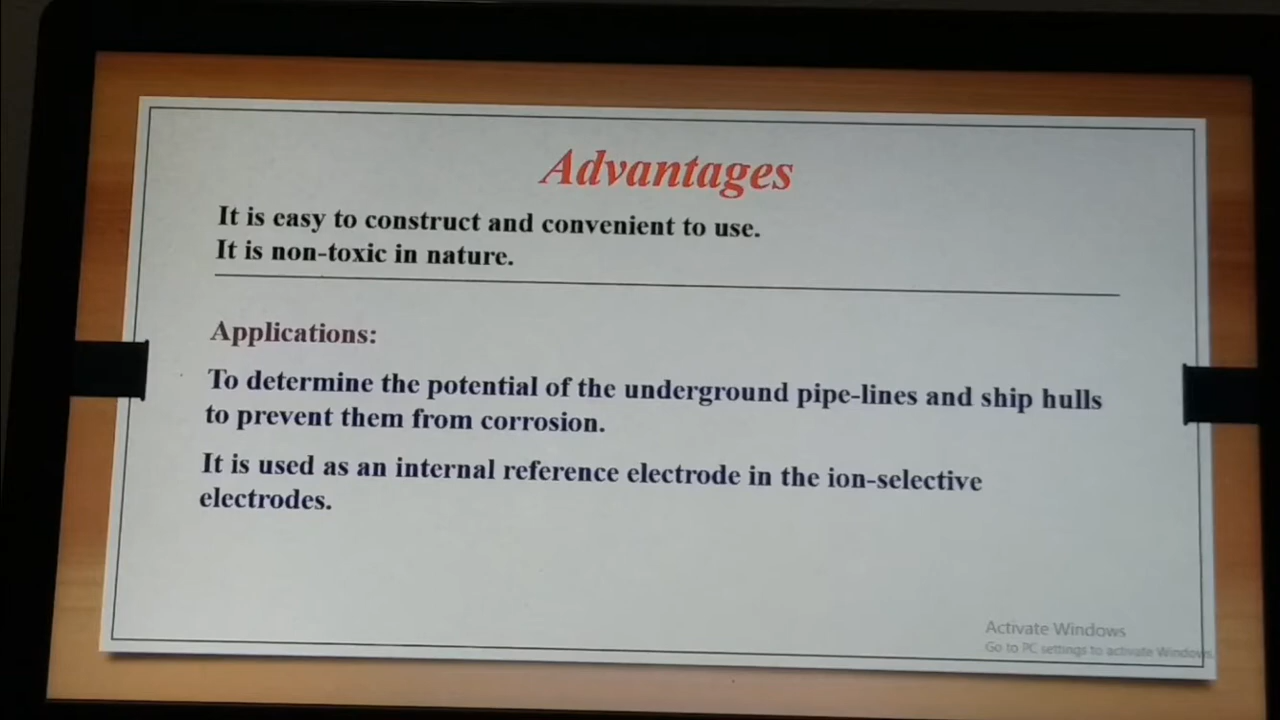 Advantages
It is easy to construct and convenient to use.
It is non-toxic in nature.
Applications:
To determine the potential of the underground pipe-lines and ship hulls
to prevent them from corrosion.
It is used as an internal reference electrode in the ion-selective
electrodes.
Activate Windows
Go to PC settings to activate Windows.